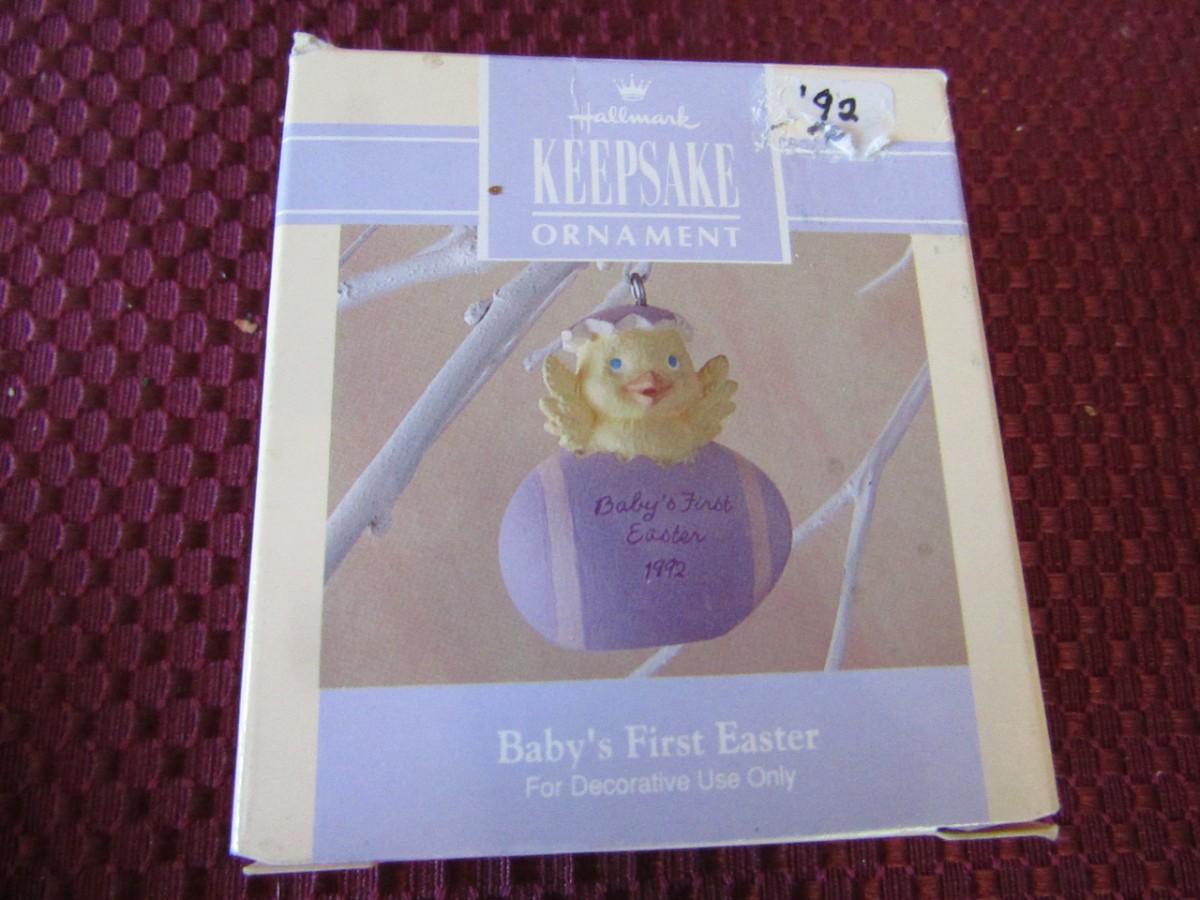 Hallmark
KEEPSAKE
ORNAMENT
'92
Baby's First
Easter
1992
Baby's First Easter
For Decorative Use Only